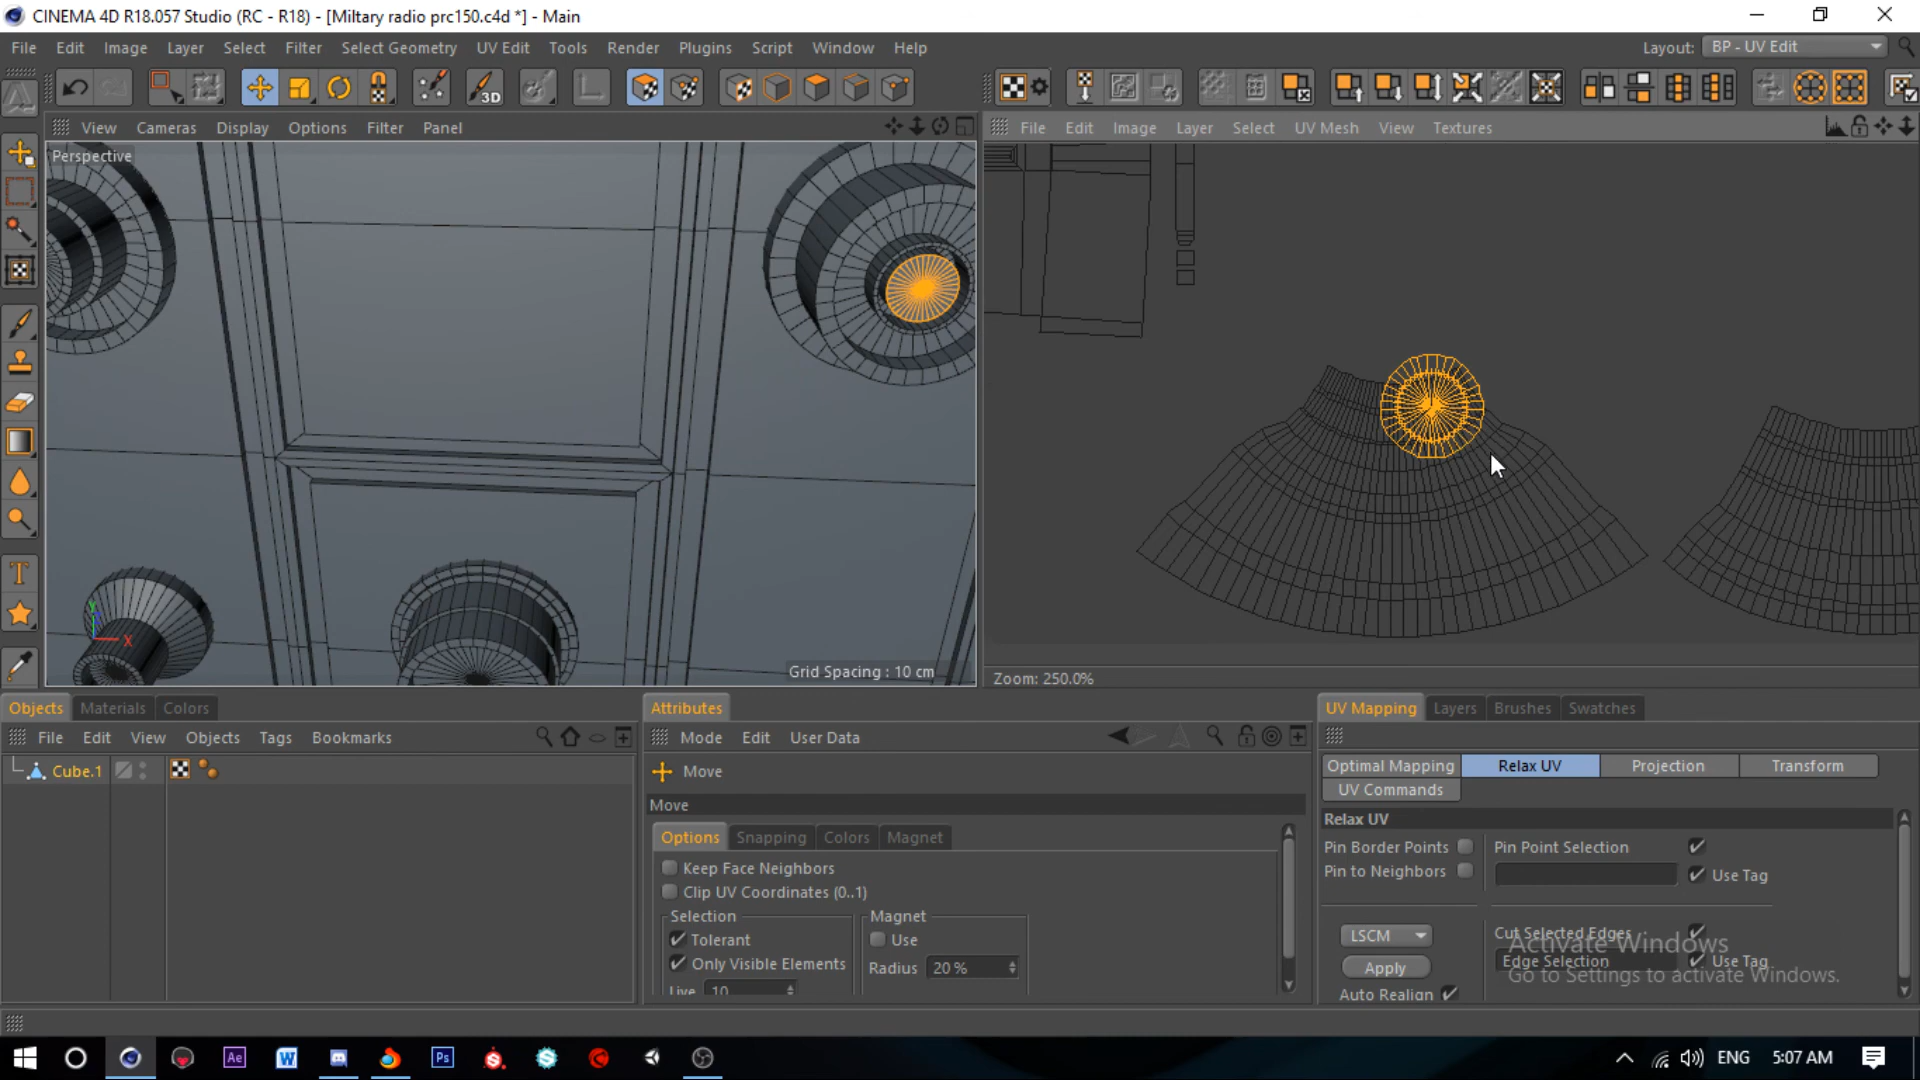 CINEMA 4D R18.057 Studio (RC - R18) - [Miltary radio prc150.c4d *] - Main
File Edit Image Layer Select Filter Select Geometry UV Edit Tools Render Plugins Script Window Help Layout: BP - UV Edit
3D
View Cameras Display Options Filter Panel
File Edit Image Layer Select UV Mesh View Textures
Perspective
Y
X
Grid Spacing : 10 cm
Zoom: 250.0%
Objects Materials Colors
File Edit View Objects Tags Bookmarks
Cube.1
Attributes
Mode Edit User Data
Move
Move
Options Snapping Colors Magnet
Keep Face Neighbors
Clip UV Coordinates (0..1)
Selection
Tolerant
Only Visible Elements
Live 10
Magnet
Use
Radius 20 %
UV Mapping Layers Brushes Swatches
Optimal Mapping Relax UV Projection Transform
UV Commands
Relax UV
Pin Border Points Pin Point Selection
Pin to Neighbors Use Tag
LSCM Cut Selected Edges
Apply Edge Selection Use Tag
Auto Realign
Activate Windows
Go to Settings to activate Windows.
Ae W Ps
ENG 5:07 AM